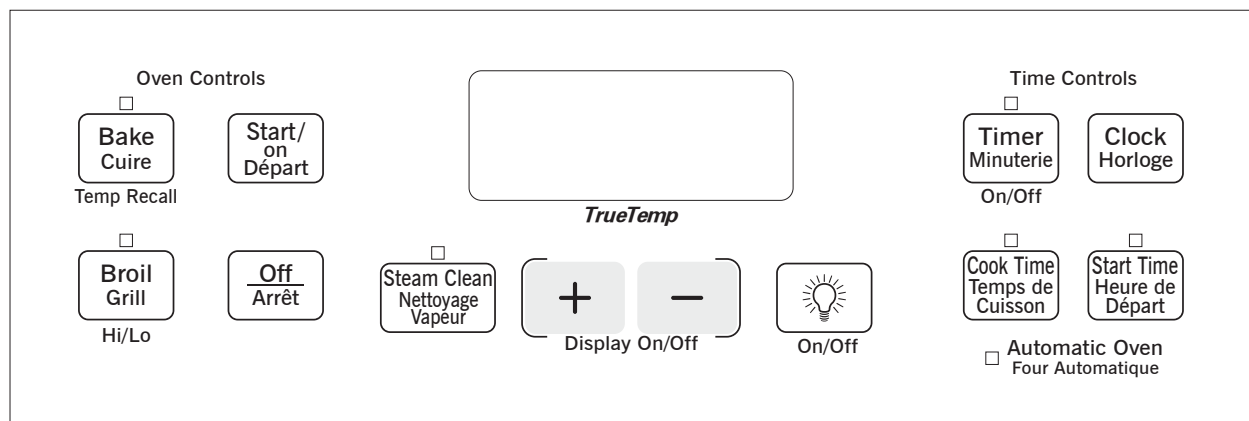 Oven Controls
Bake
Cuire
Temp Recall
Start/
on
Départ
Broil
Grill
Hi/Lo
Off
Arrêt
TrueTemp
Steam Clean
Nettoyage
Vapeur
+
−
Display On/Off
On/Off
Time Controls
Timer
Minuterie
On/Off
Clock
Horloge
Cook Time
Temps de
Cuisson
Start Time
Heure de
Départ
Automatic Oven
Four Automatique